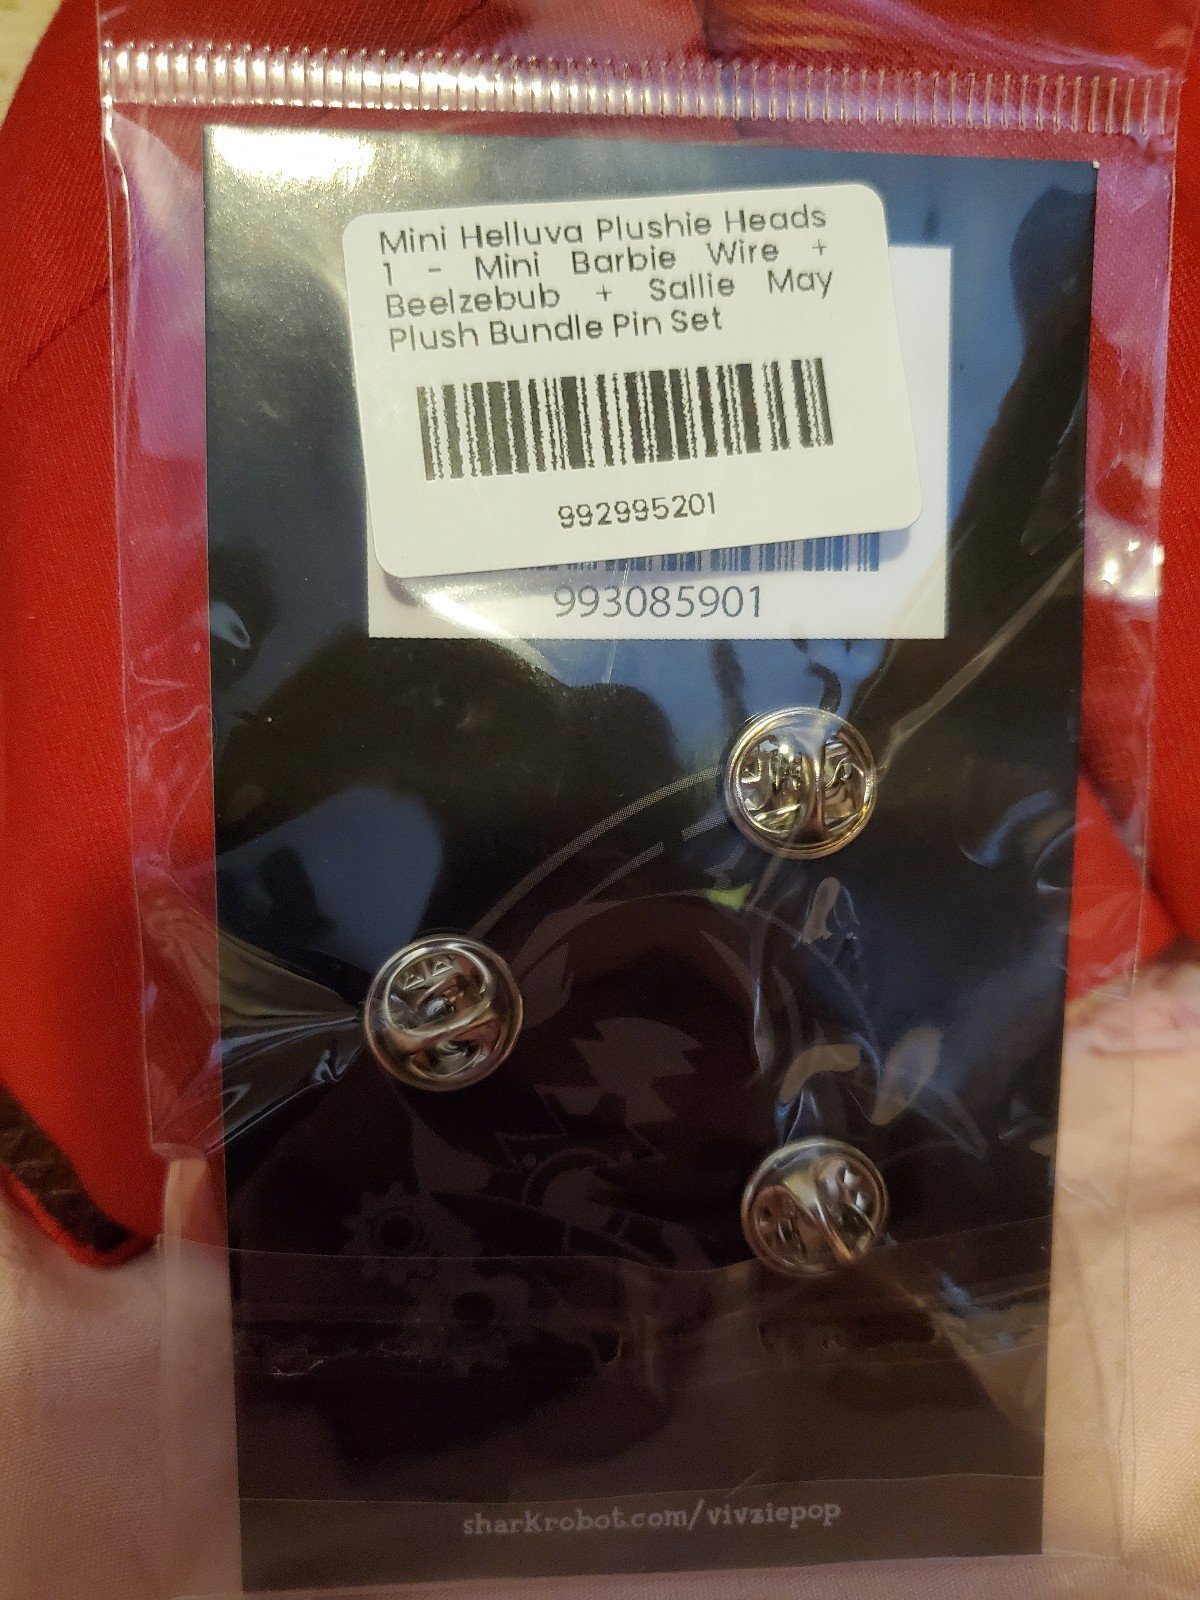 Mini Helluva Plushie Heads
1 - Mini Barbie Wire +
Beelzebub + Sallie May
Plush Bundle Pin Set
992995201
993085901
sharkrobot.com/vivziepop